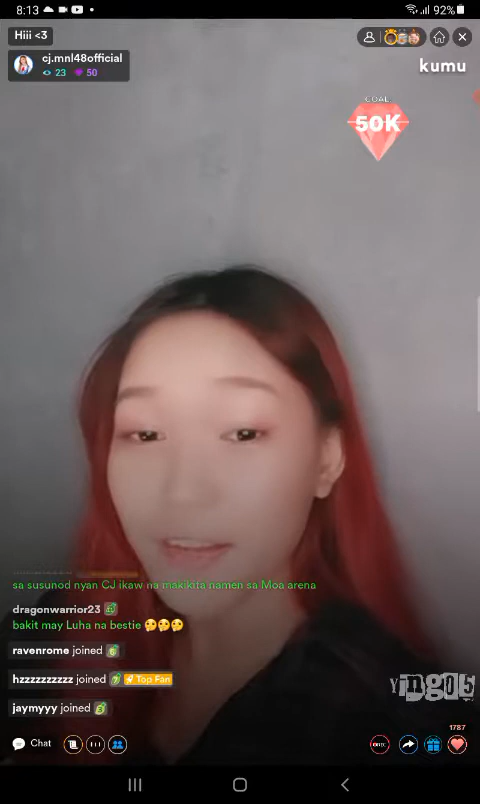 8:13
92%
Hiii <3
cj.mnl48official
23 50
kumu
GOAL
50K
sa susunod nyan CJ ikaw na makikita namen sa Moa arena
dragonwarrior23
bakit may Luha na bestie
ravenrome joined
hzzzzzzzzzz joined Top Fan
jaymyyy joined
Yingo5
1787
Chat